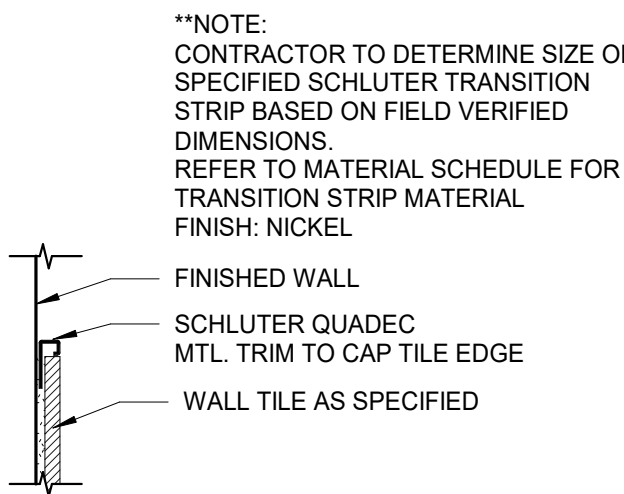 **NOTE:
CONTRACTOR TO DETERMINE SIZE OF
SPECIFIED SCHLUTER TRANSITION
STRIP BASED ON FIELD VERIFIED
DIMENSIONS.
REFER TO MATERIAL SCHEDULE FOR
TRANSITION STRIP MATERIAL
FINISH: NICKEL
FINISHED WALL
SCHLUTER QUADEC
MTL. TRIM TO CAP TILE EDGE
WALL TILE AS SPECIFIED